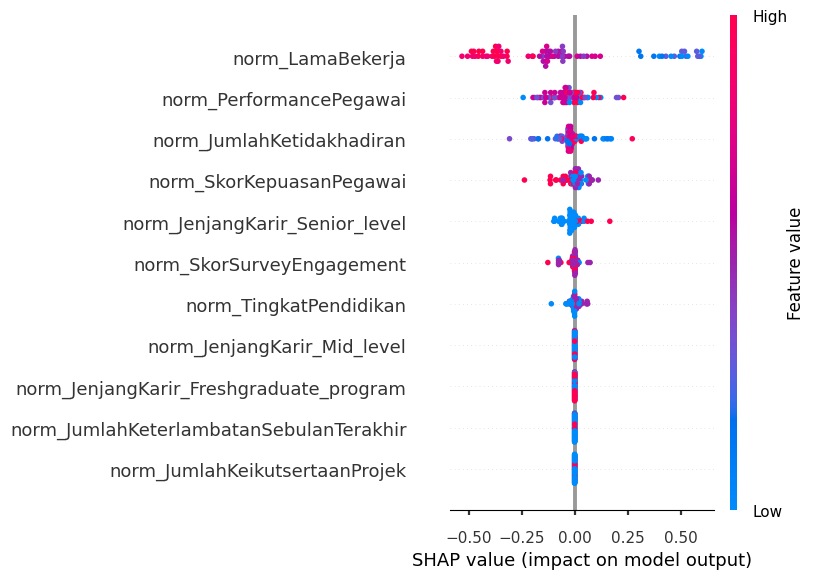 High
norm_LamaBekerja
norm_PerformancePegawai
norm_JumlahKetidakhadiran
norm_SkorKepuasanPegawai
norm_JenjangKarir_Senior_level
norm_SkorSurveyEngagement
norm_TingkatPendidikan
norm_JenjangKarir_Mid_level
norm_JenjangKarir_Freshgraduate_program
norm_JumlahKeterlambatanSebulanTerakhir
norm_JumlahKeikutsertaanProjek
Feature value
Low
−0.50 −0.25 0.00 0.25 0.50
SHAP value (impact on model output)